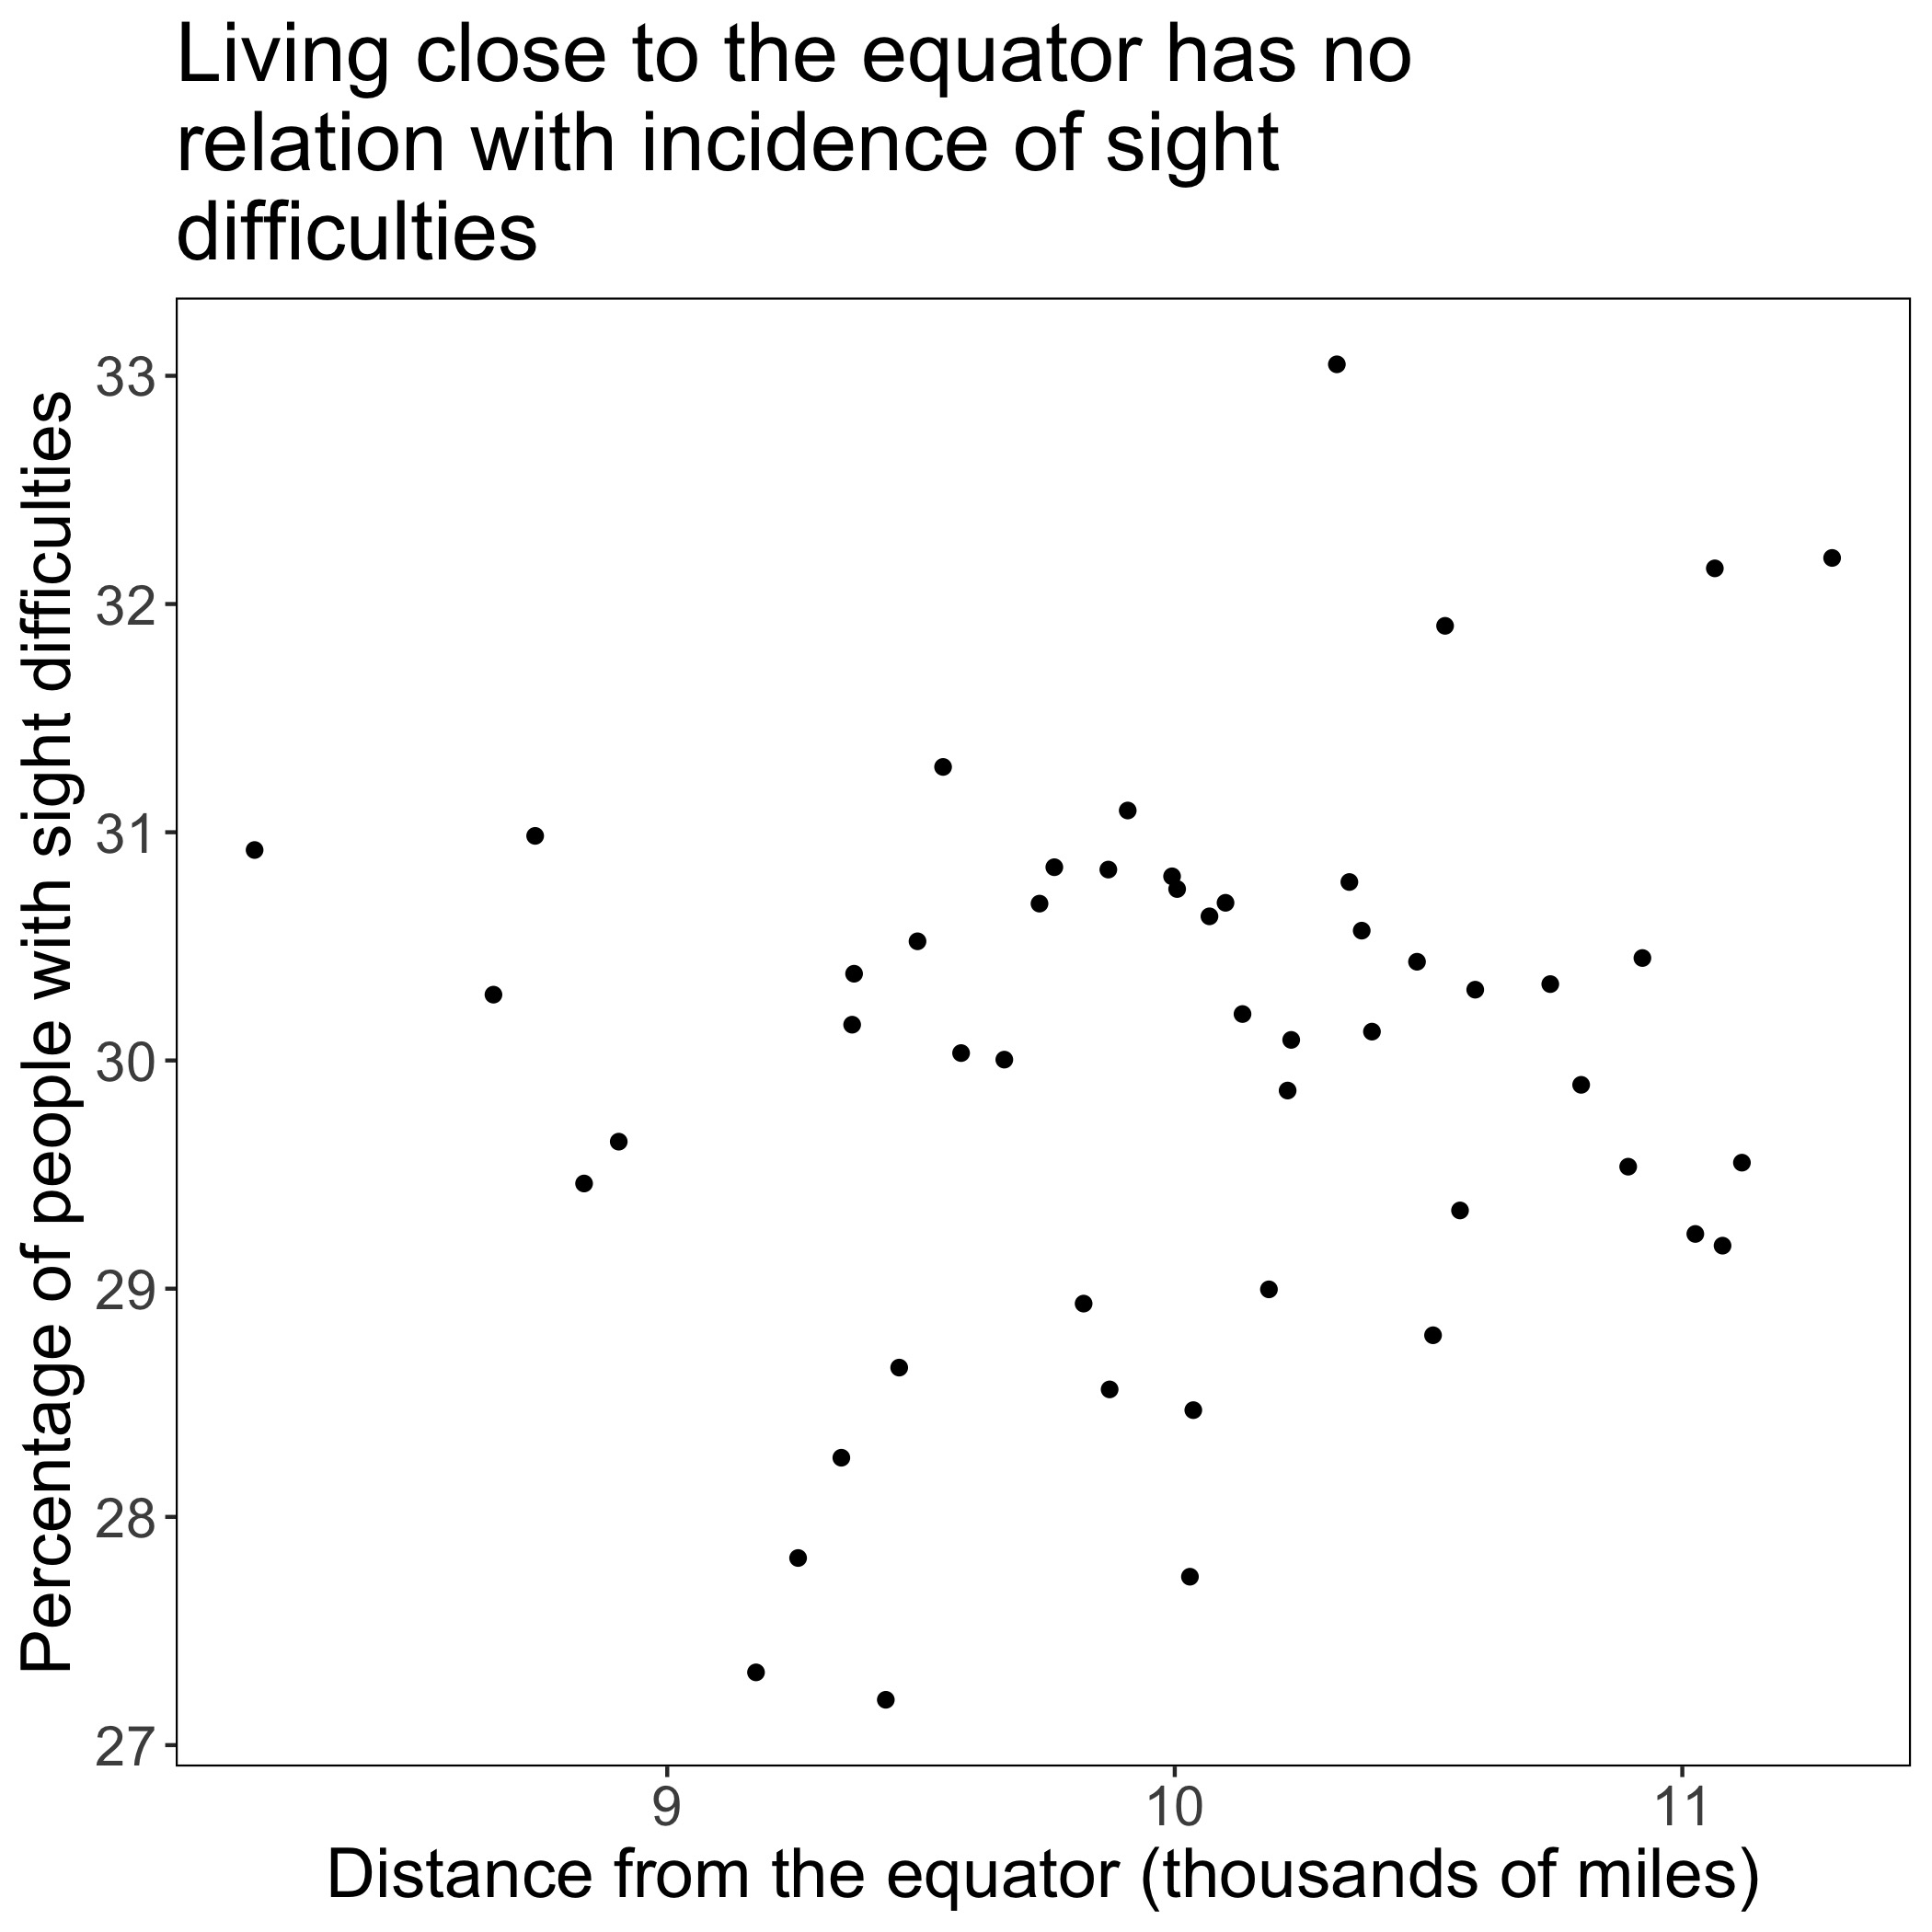 Living close to the equator has no
relation with incidence of sight
difficulties
Percentage of people with sight difficulties
33
32
31
30
29
28
27
9
10
11
Distance from the equator (thousands of miles)